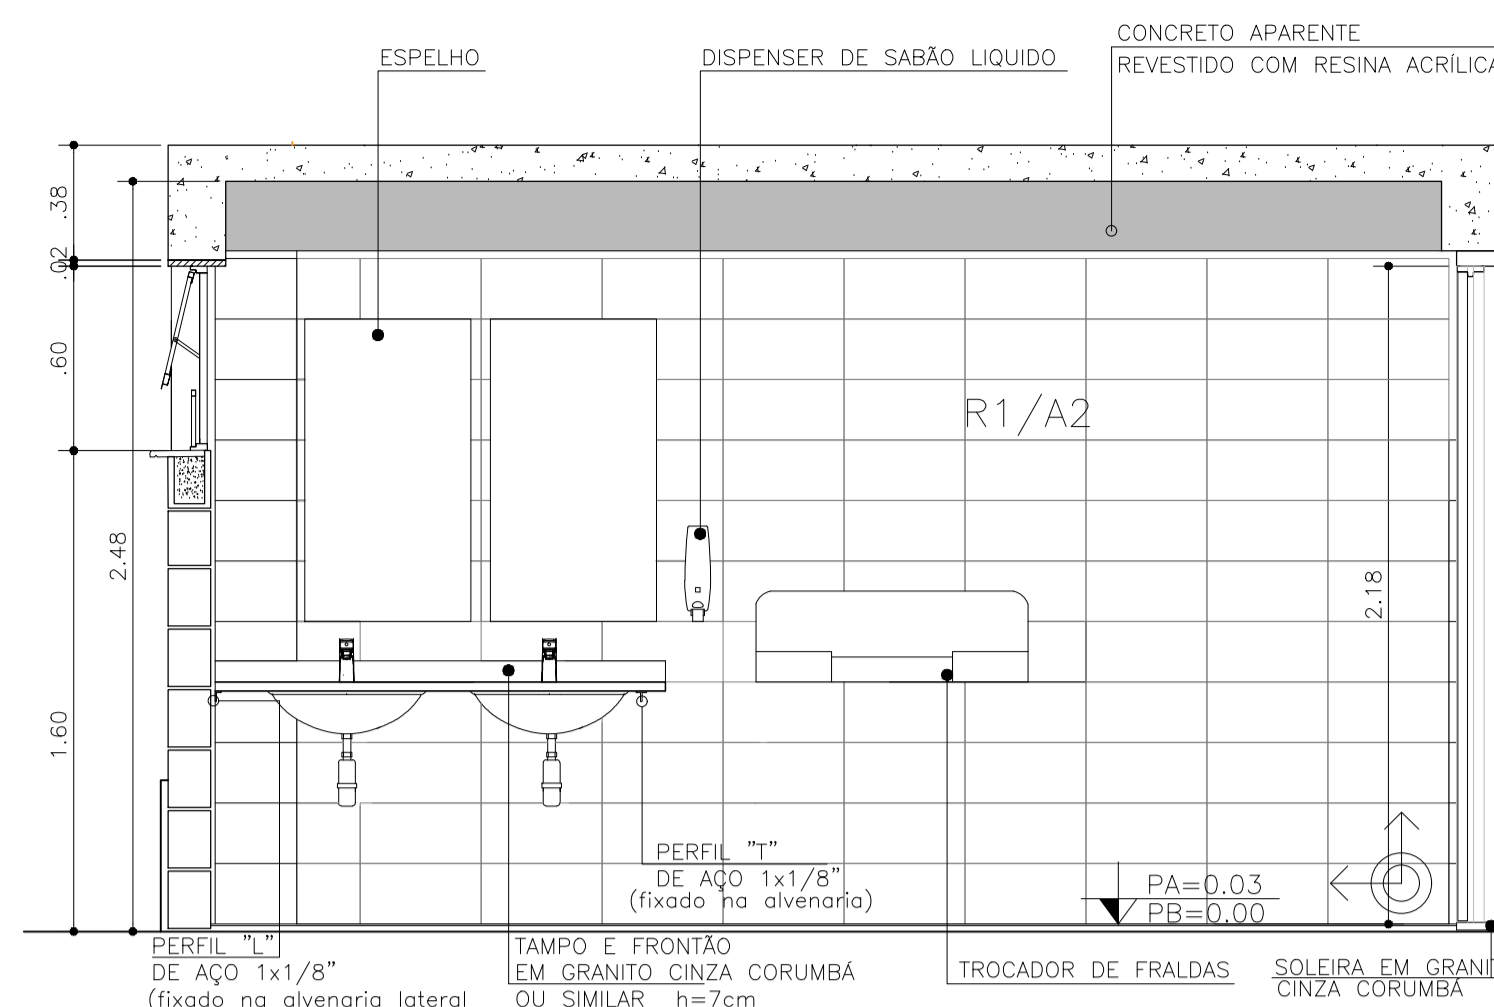 ESPELHO
DISPENSER DE SABÃO LIQUIDO
CONCRETO APARENTE
REVESTIDO COM RESINA ACRÍLICA
.38
.02
.60
2.48
1.60
R1/A2
2.18
PERFIL "T"
DE AÇO 1x1/8"
(fixado na alvenaria)
PA=0.03
PB=0.00
PERFIL "L"
DE AÇO 1x1/8"
(fixado na alvenaria lateral
TAMPO E FRONTÃO
EM GRANITO CINZA CORUMBÁ
OU SIMILAR h=7cm
TROCADOR DE FRALDAS
SOLEIRA EM GRANI
CINZA CORUMBÁ